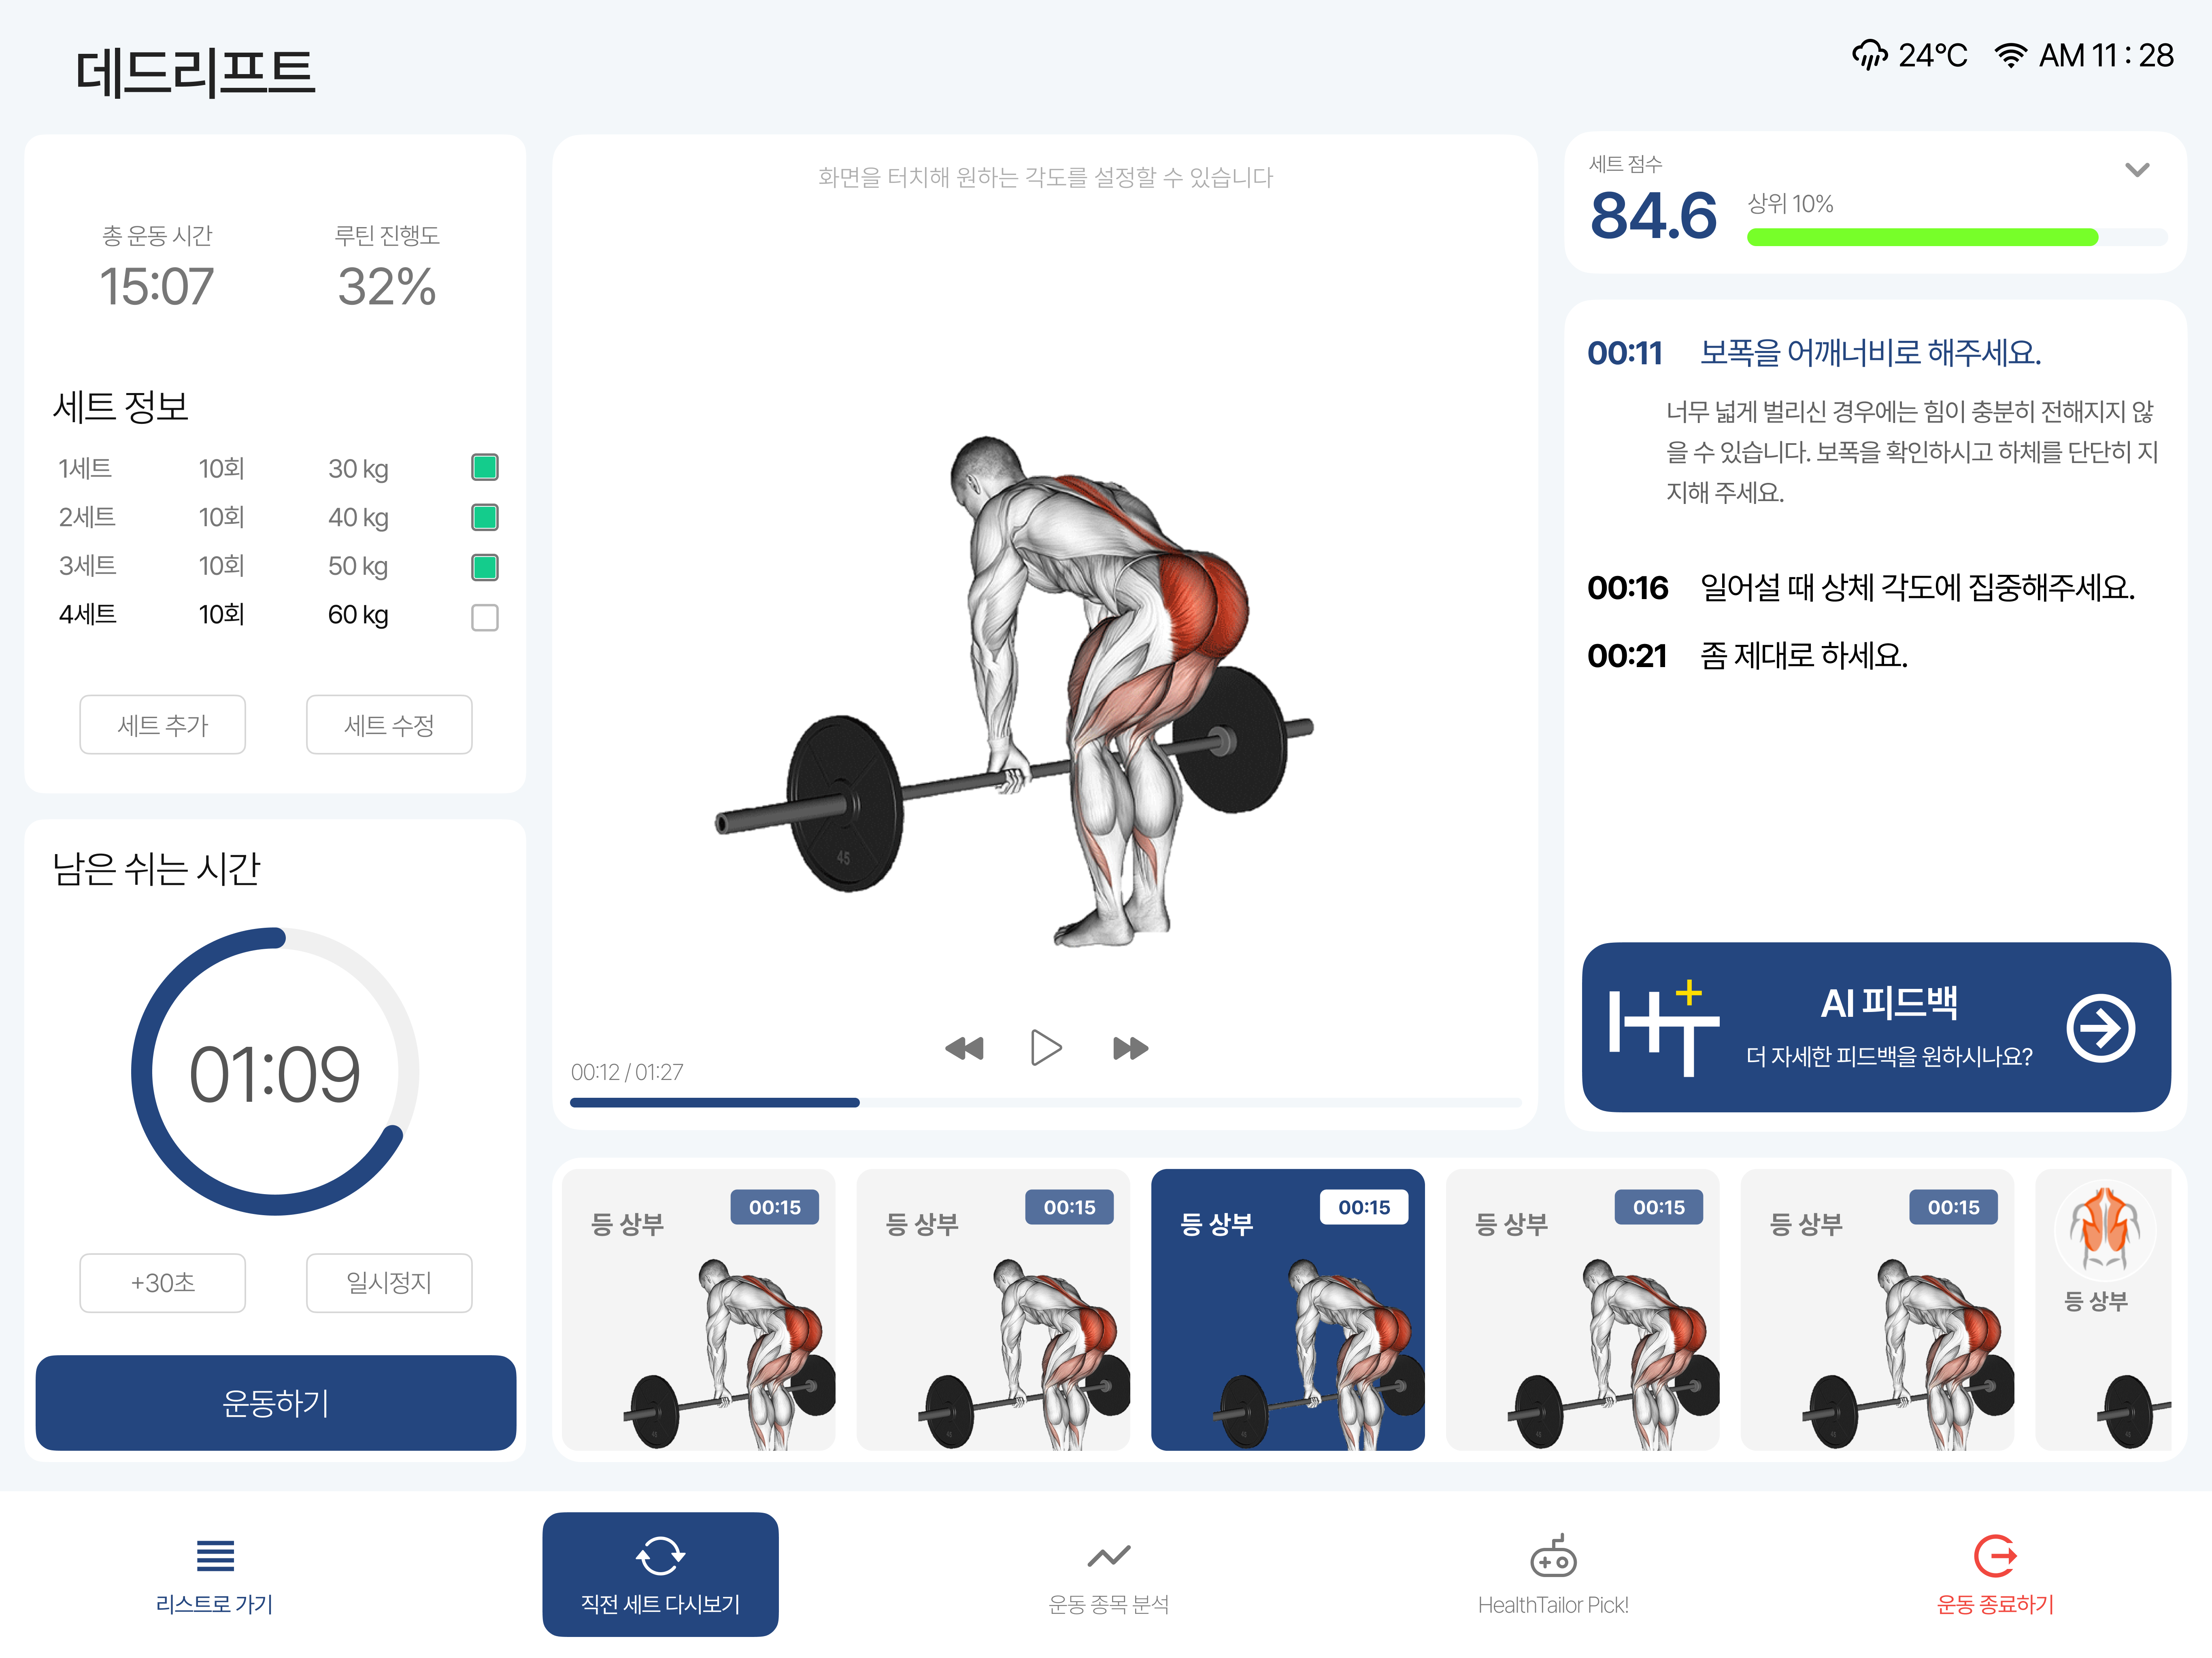 데드리프트
24°C AM 11 : 28
총 운동 시간 루틴 진행도
15:07 32%
세트 정보
1세트 10회 30 kg
2세트 10회 40 kg
3세트 10회 50 kg
4세트 10회 60 kg
세트 추가 세트 수정
남은 쉬는 시간
01:09
+30초 일시정지
운동하기
화면을 터치해 원하는 각도를 설정할 수 있습니다
45
00:12 / 01:27
세트 점수
84.6 상위 10%
00:11 보폭을 어깨너비로 해주세요.
너무 넓게 벌리신 경우에는 힘이 충분히 전해지지 않
을 수 있습니다. 보폭을 확인하시고 하체를 단단히 지
지해 주세요.
00:16 일어설 때 상체 각도에 집중해주세요.
00:21 좀 제대로 하세요.
HT+
AI 피드백
더 자세한 피드백을 원하시나요?
등 상부 00:15
등 상부 00:15
등 상부 00:15
등 상부 00:15
등 상부 00:15
등 상부
리스트로 가기
직전 세트 다시보기
운동 종목 분석
HealthTailor Pick!
운동 종료하기